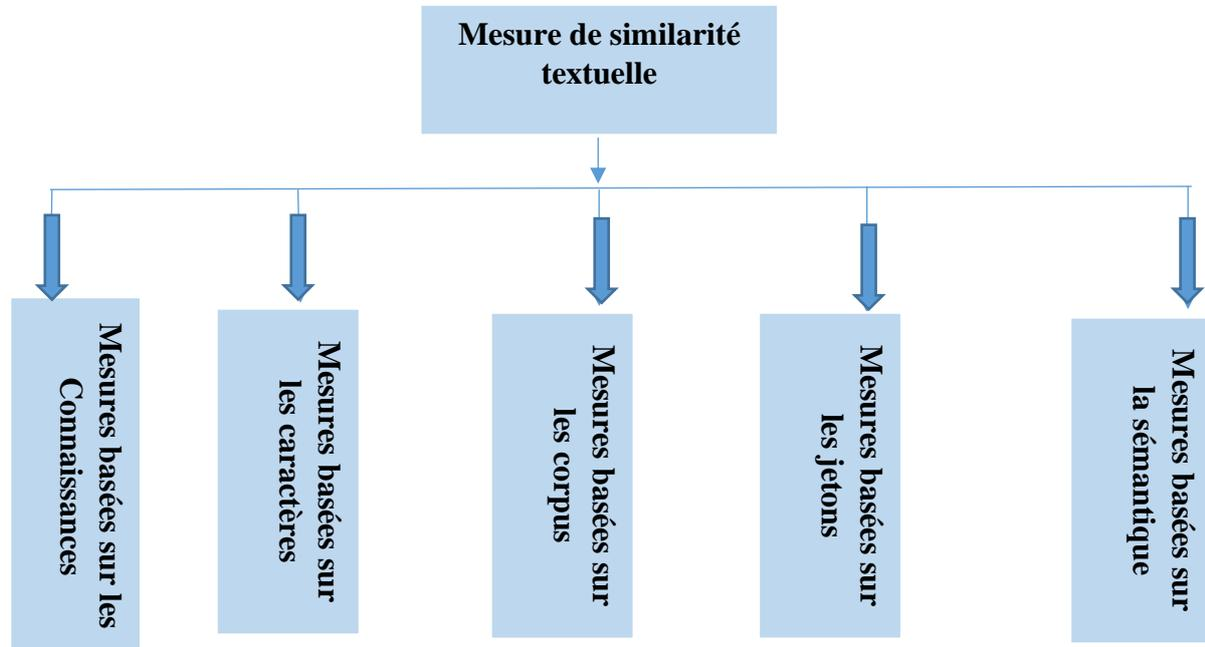 Mesure de similarité
textuelle
Mesures basées sur les
Connaissances
Mesures basées sur
les caractères
Mesures basées sur
les corpus
Mesures basées sur
les jetons
Mesures basées sur
la sémantique